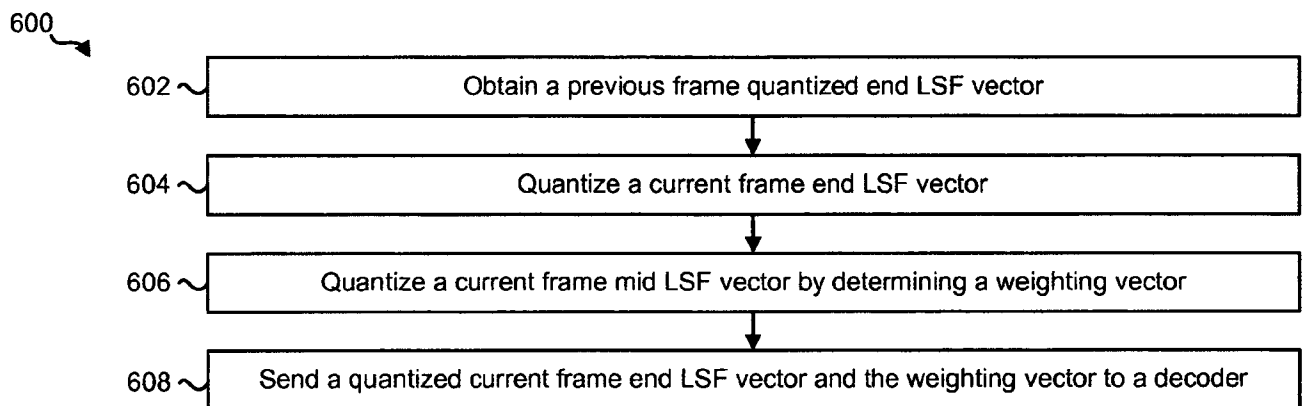 600
602 Obtain a previous frame quantized end LSF vector
604 Quantize a current frame end LSF vector
606 Quantize a current frame mid LSF vector by determining a weighting vector
608 Send a quantized current frame end LSF vector and the weighting vector to a decoder